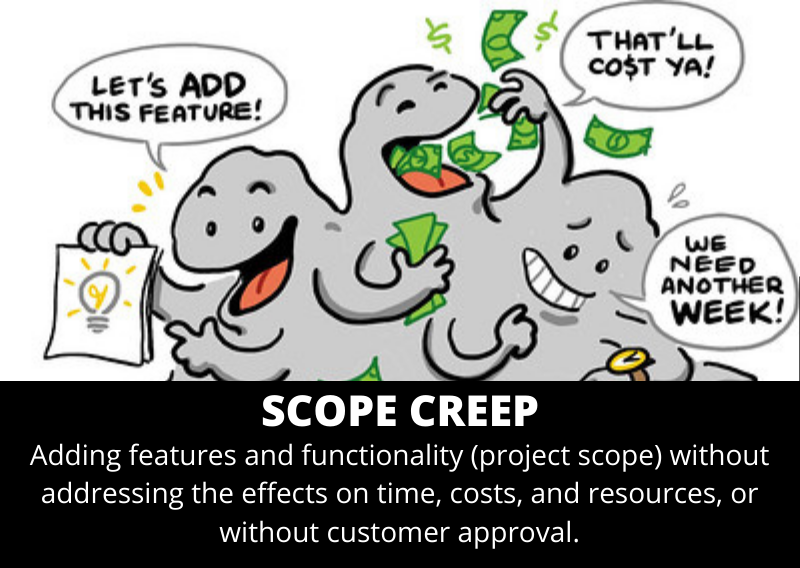 LET'S ADD
THIS FEATURE!
THAT'LL
CO$T YA!
WE
NEED
ANOTHER
WEEK!
SCOPE CREEP
Adding features and functionality (project scope) without
addressing the effects on time, costs, and resources, or
without customer approval.